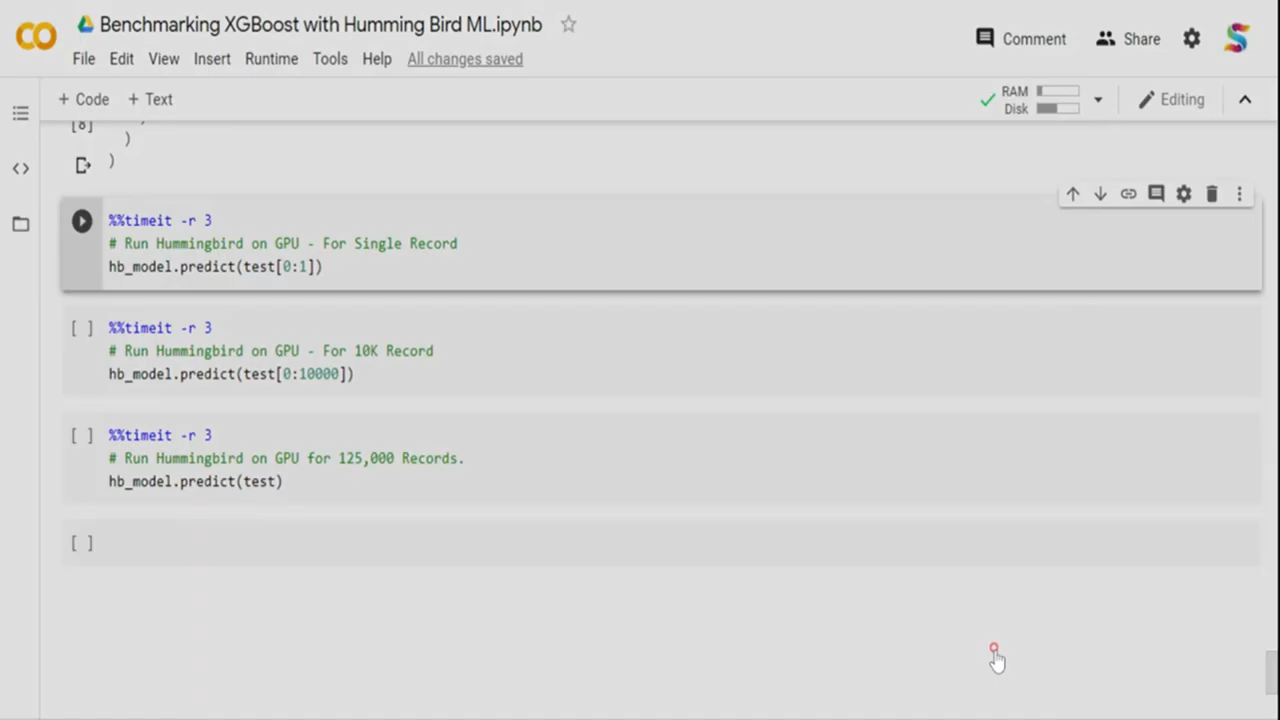 Benchmarking XGBoost with Humming Bird ML.ipynb
Comment
Share
File Edit View Insert Runtime Tools Help All changes saved
+ Code + Text
RAM
Disk
Editing
[8]
)
)
%%timeit -r 3
# Run Hummingbird on GPU - For Single Record
hb_model.predict(test[0:1])
[ ]
%%timeit -r 3
# Run Hummingbird on GPU - For 10K Record
hb_model.predict(test[0:10000])
[ ]
%%timeit -r 3
# Run Hummingbird on GPU for 125,000 Records.
hb_model.predict(test)
[ ]